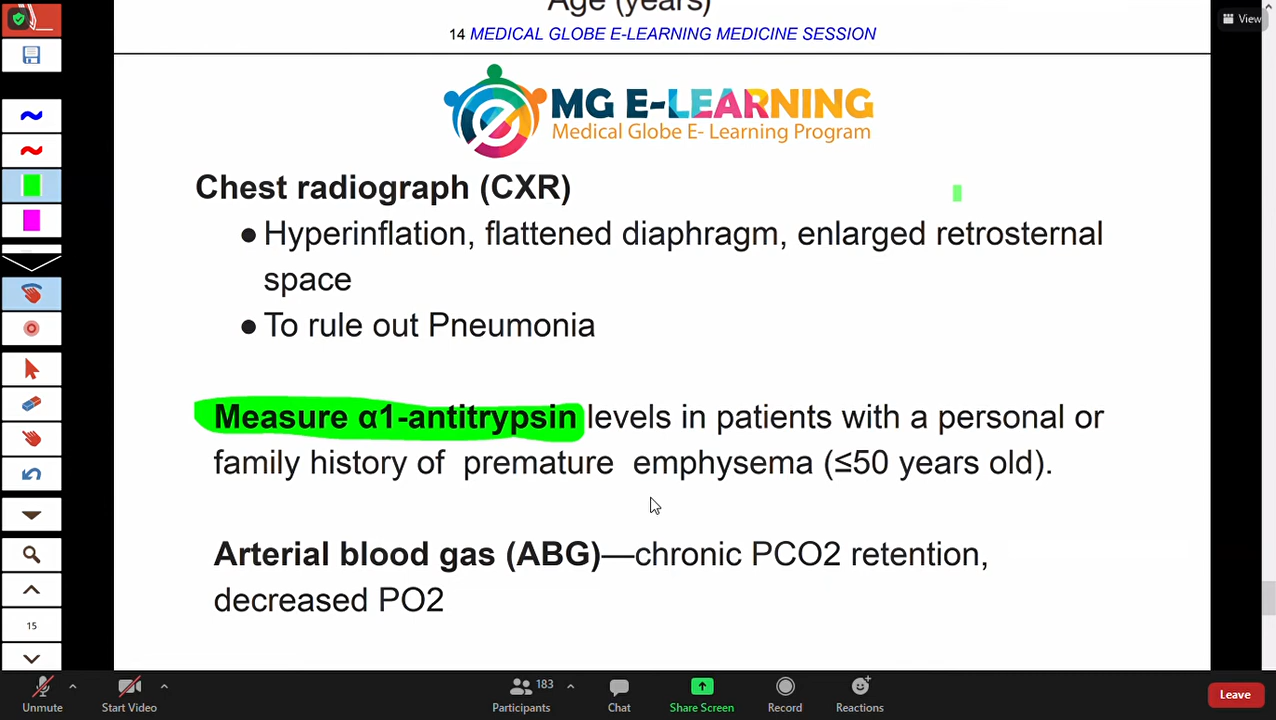 Age (years)
View
14 MEDICAL GLOBE E-LEARNING MEDICINE SESSION
MG E-LEARNING
Medical Globe E- Learning Program
Chest radiograph (CXR)
● Hyperinflation, flattened diaphragm, enlarged retrosternal
space
● To rule out Pneumonia
Measure α1-antitrypsin levels in patients with a personal or
family history of premature emphysema (≤50 years old).
Arterial blood gas (ABG)—chronic PCO2 retention,
decreased PO2
15
183
Unmute
Start Video
Participants
Chat
Share Screen
Record
Reactions
Leave